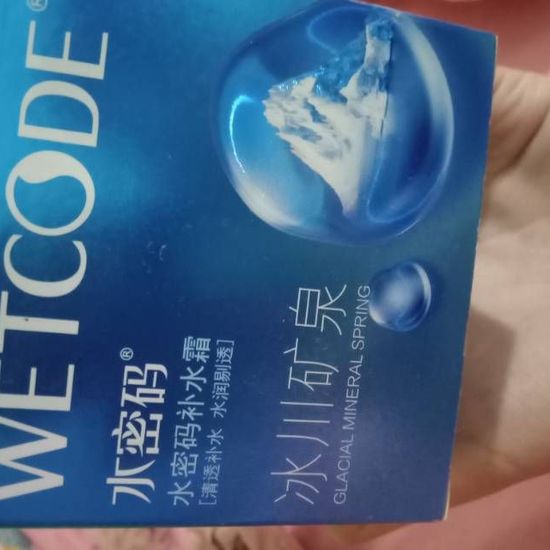 WETCODE®
水密码®
水密码补水霜
[清透补水 水润剔透]
冰川矿泉
GLACIAL MINERAL SPRING